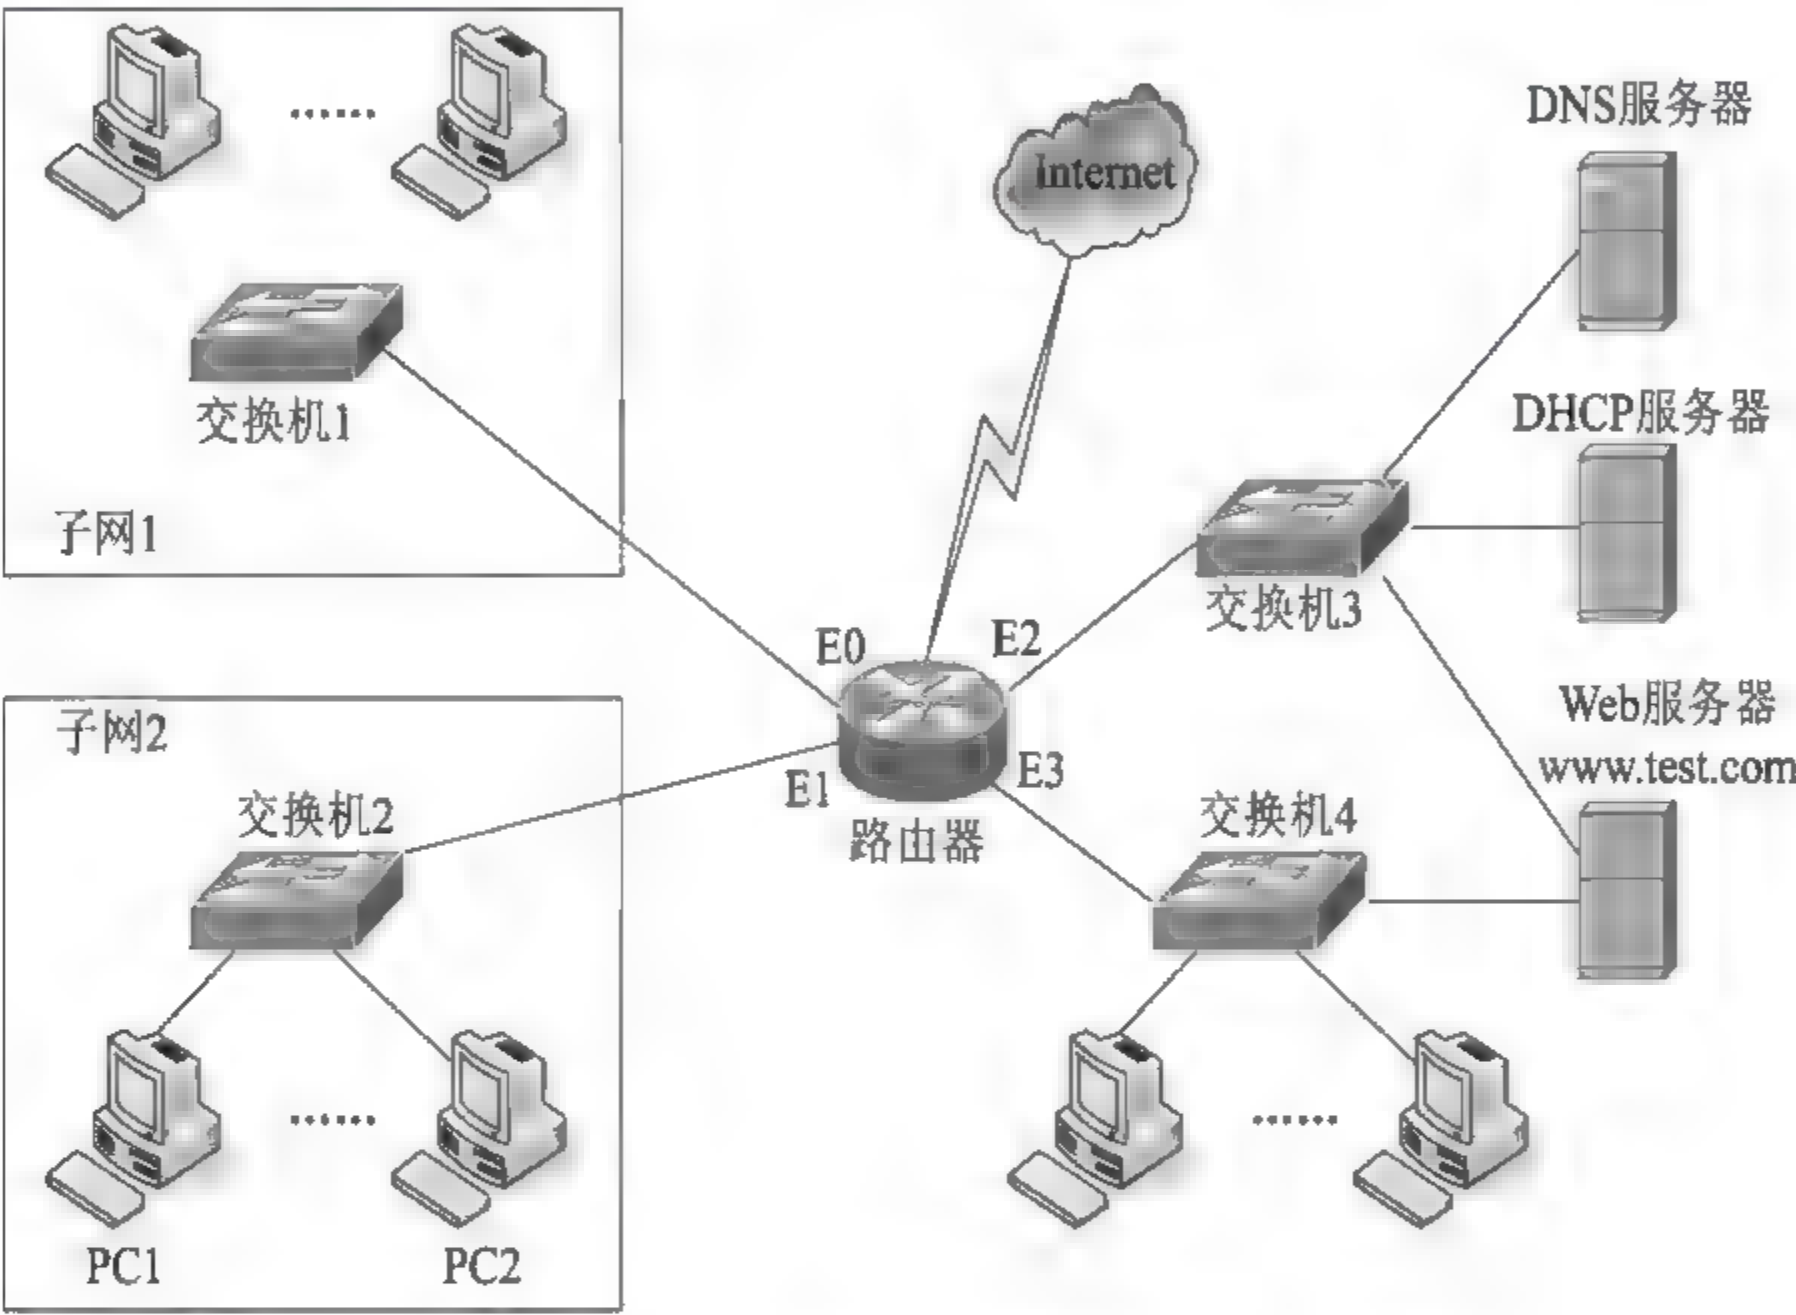 DNS服务器
Internet
DHCP服务器
交换机1
子网1
交换机3
E0
E2
Web服务器
www.test.com
子网2
E1
E3
交换机2
路由器
交换机4
PC1
PC2